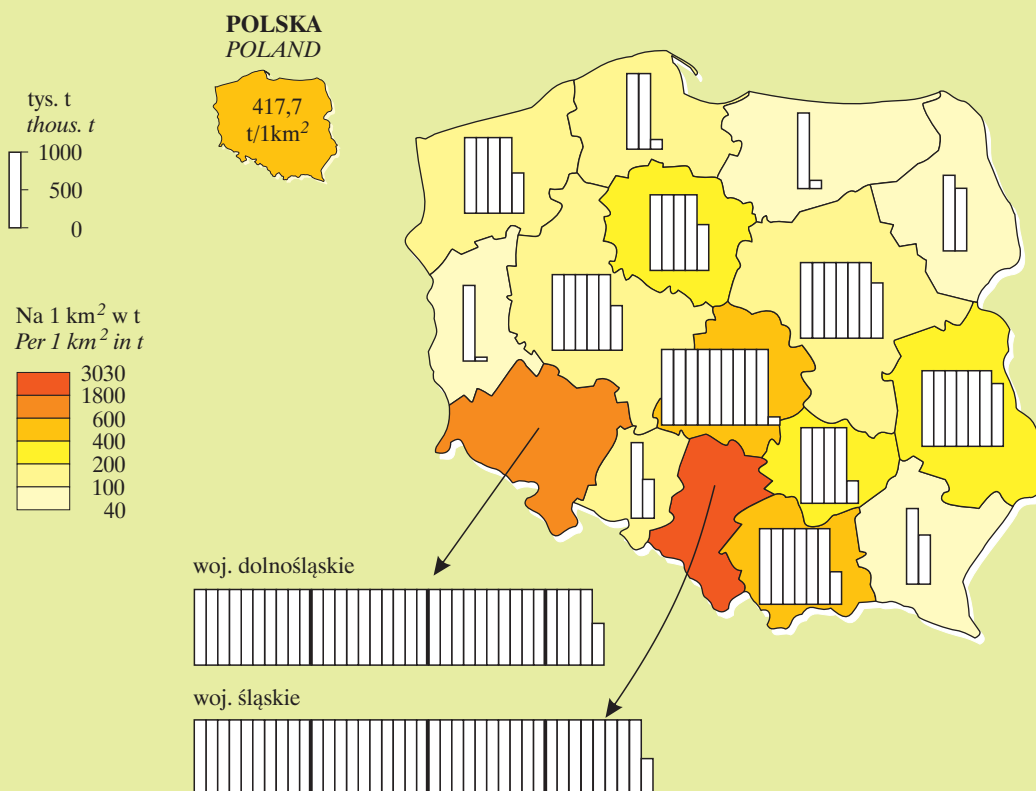 POLSKA
POLAND
417,7
t/1km²
tys. t
thous. t
1000
500
0
Na 1 km² w t
Per 1 km² in t
3030
1800
600
400
200
100
40
woj. dolnośląskie
woj. śląskie